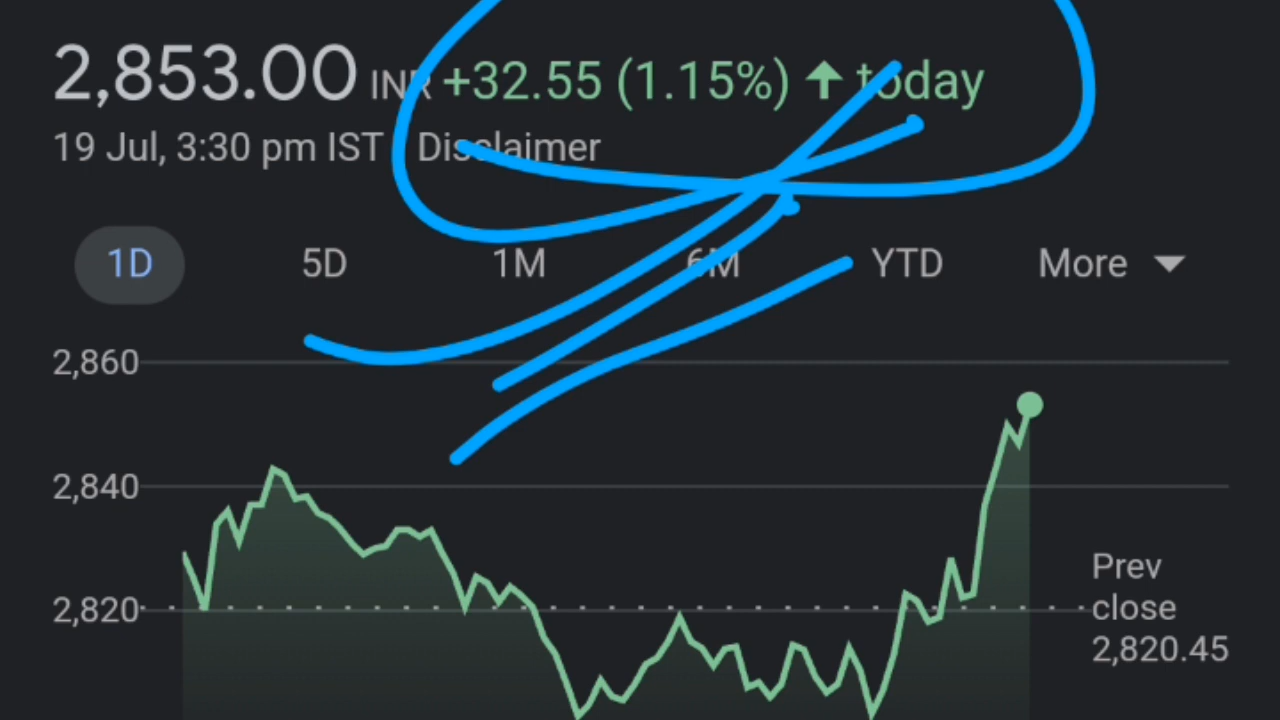 2,853.00 INR +32.55 (1.15%) ↑ today
19 Jul, 3:30 pm IST Disclaimer
1D 5D 1M 6M YTD More
2,860
2,840
2,820
Prev
close
2,820.45